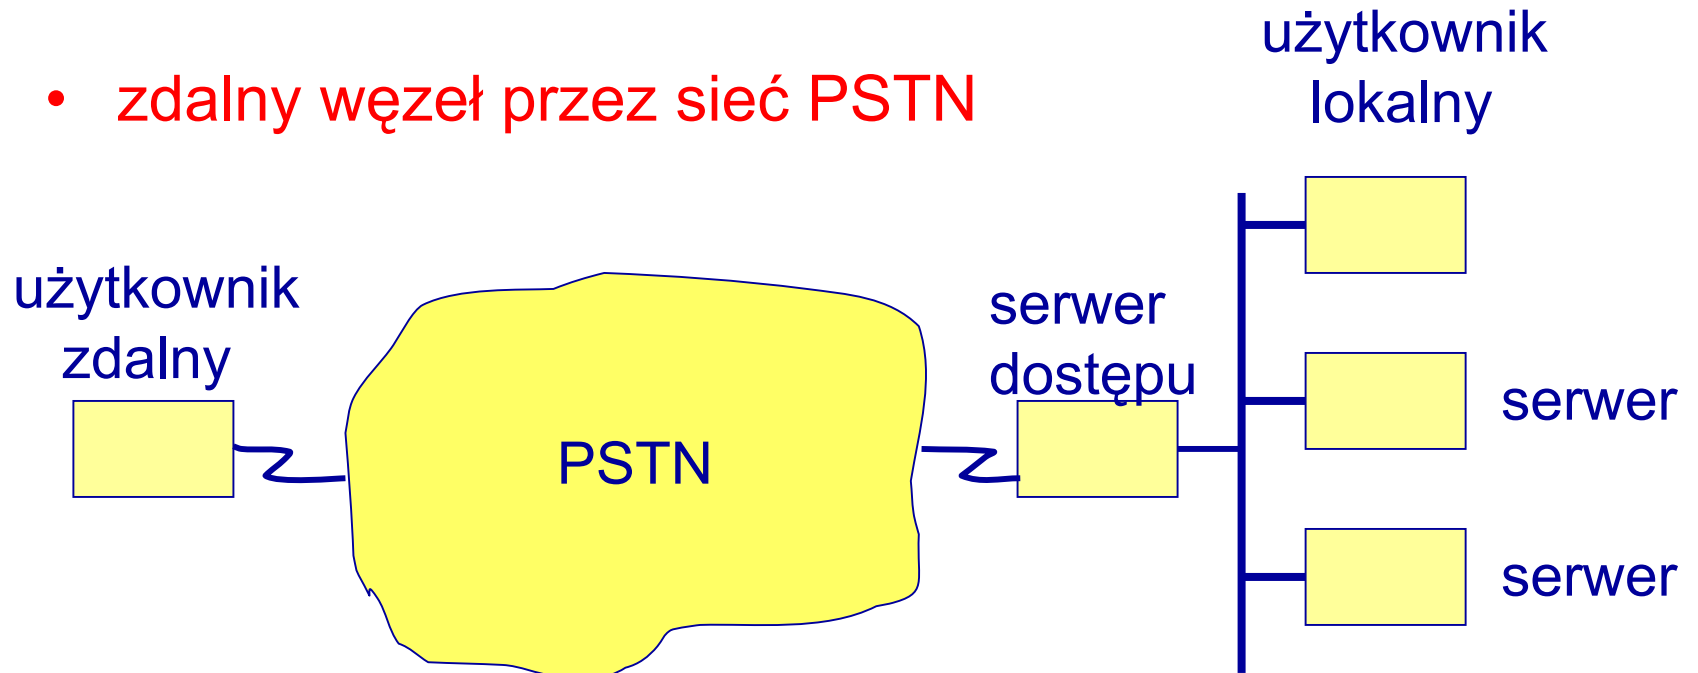 • zdalny węzeł przez sieć PSTN
użytkownik
lokalny
użytkownik
zdalny
PSTN
serwer
dostępu
serwer
serwer